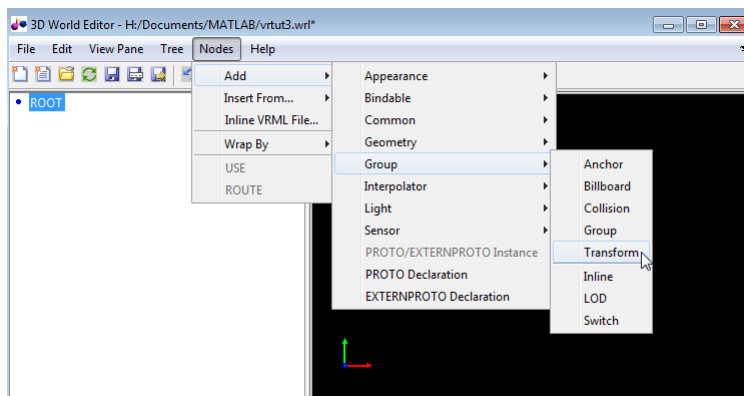 3D World Editor - H:/Documents/MATLAB/vrtut3.wrl*
File Edit View Pane Tree Nodes Help
ROOT
Add
Insert From...
Inline VRML File...
Wrap By
USE
ROUTE
Appearance
Bindable
Common
Geometry
Group
Interpolator
Light
Sensor
PROTO/EXTERNPROTO Instance
PROTO Declaration
EXTERNPROTO Declaration
Anchor
Billboard
Collision
Group
Transform
Inline
LOD
Switch